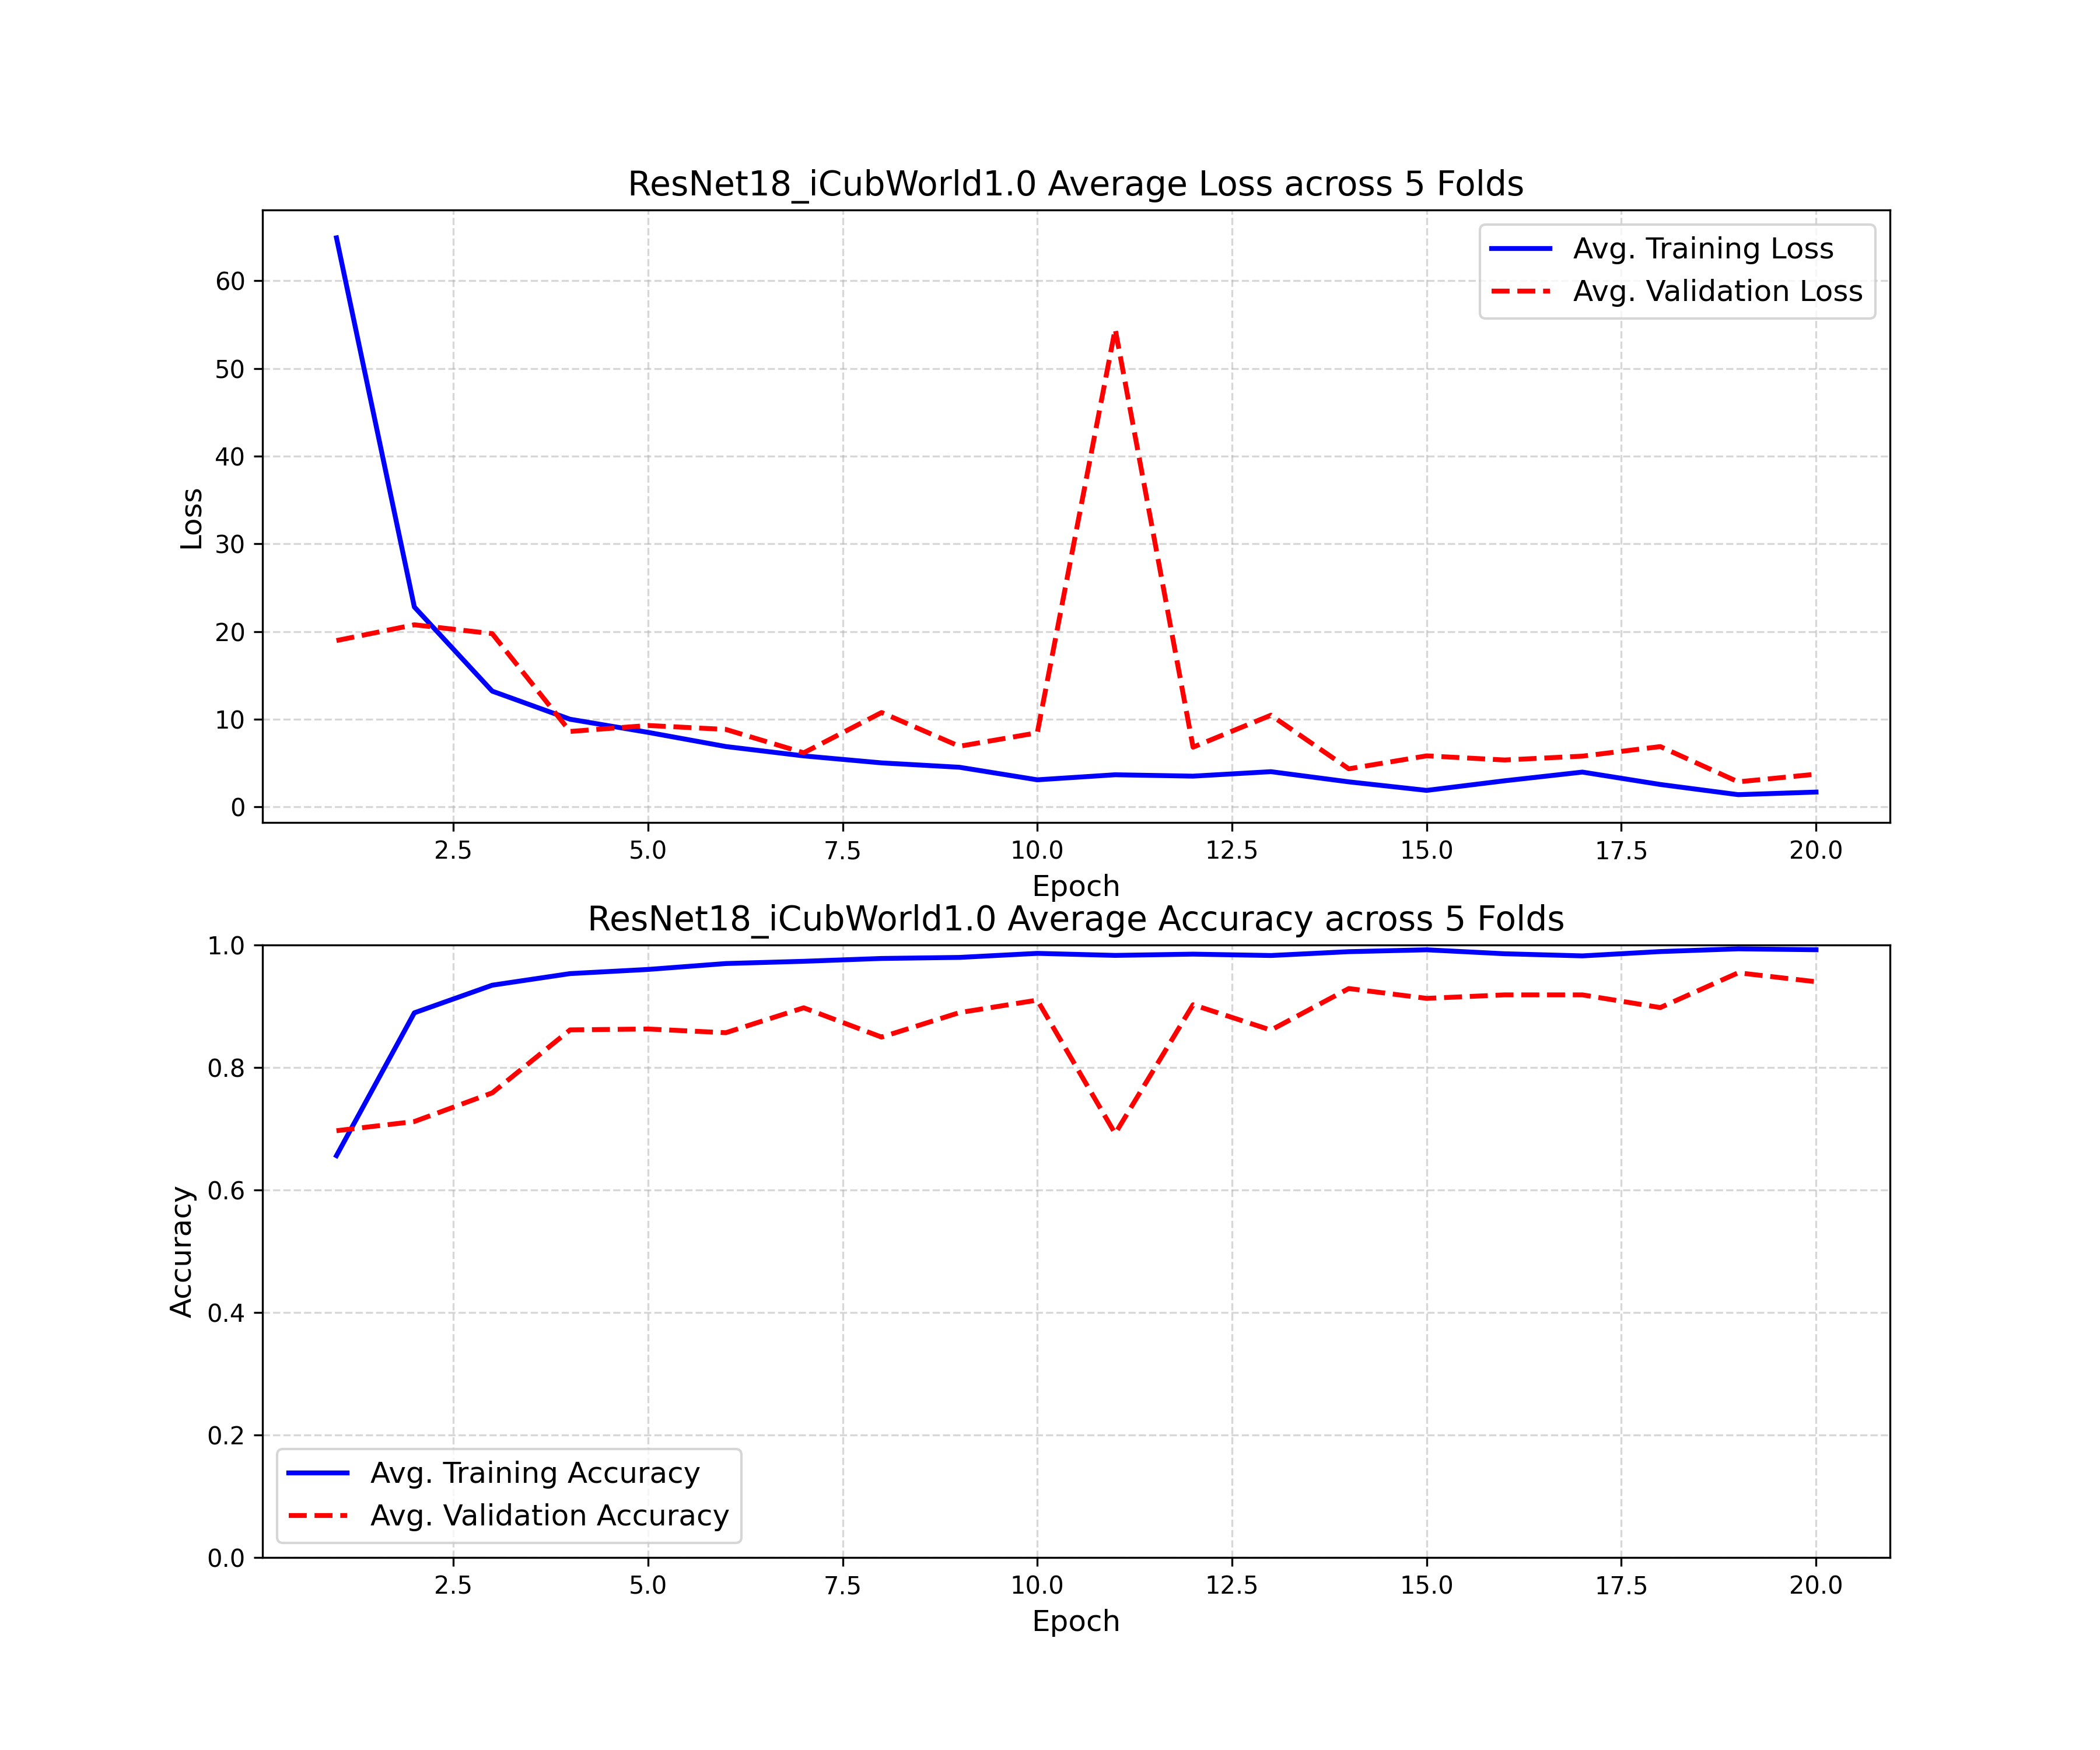 ResNet18_iCubWorld1.0 Average Loss across 5 Folds
Avg. Training Loss
Avg. Validation Loss
60
50
40
30
20
10
0
Loss
2.5 5.0 7.5 10.0 12.5 15.0 17.5 20.0
Epoch
ResNet18_iCubWorld1.0 Average Accuracy across 5 Folds
1.0
0.8
0.6
0.4
0.2
0.0
Accuracy
Avg. Training Accuracy
Avg. Validation Accuracy
2.5 5.0 7.5 10.0 12.5 15.0 17.5 20.0
Epoch